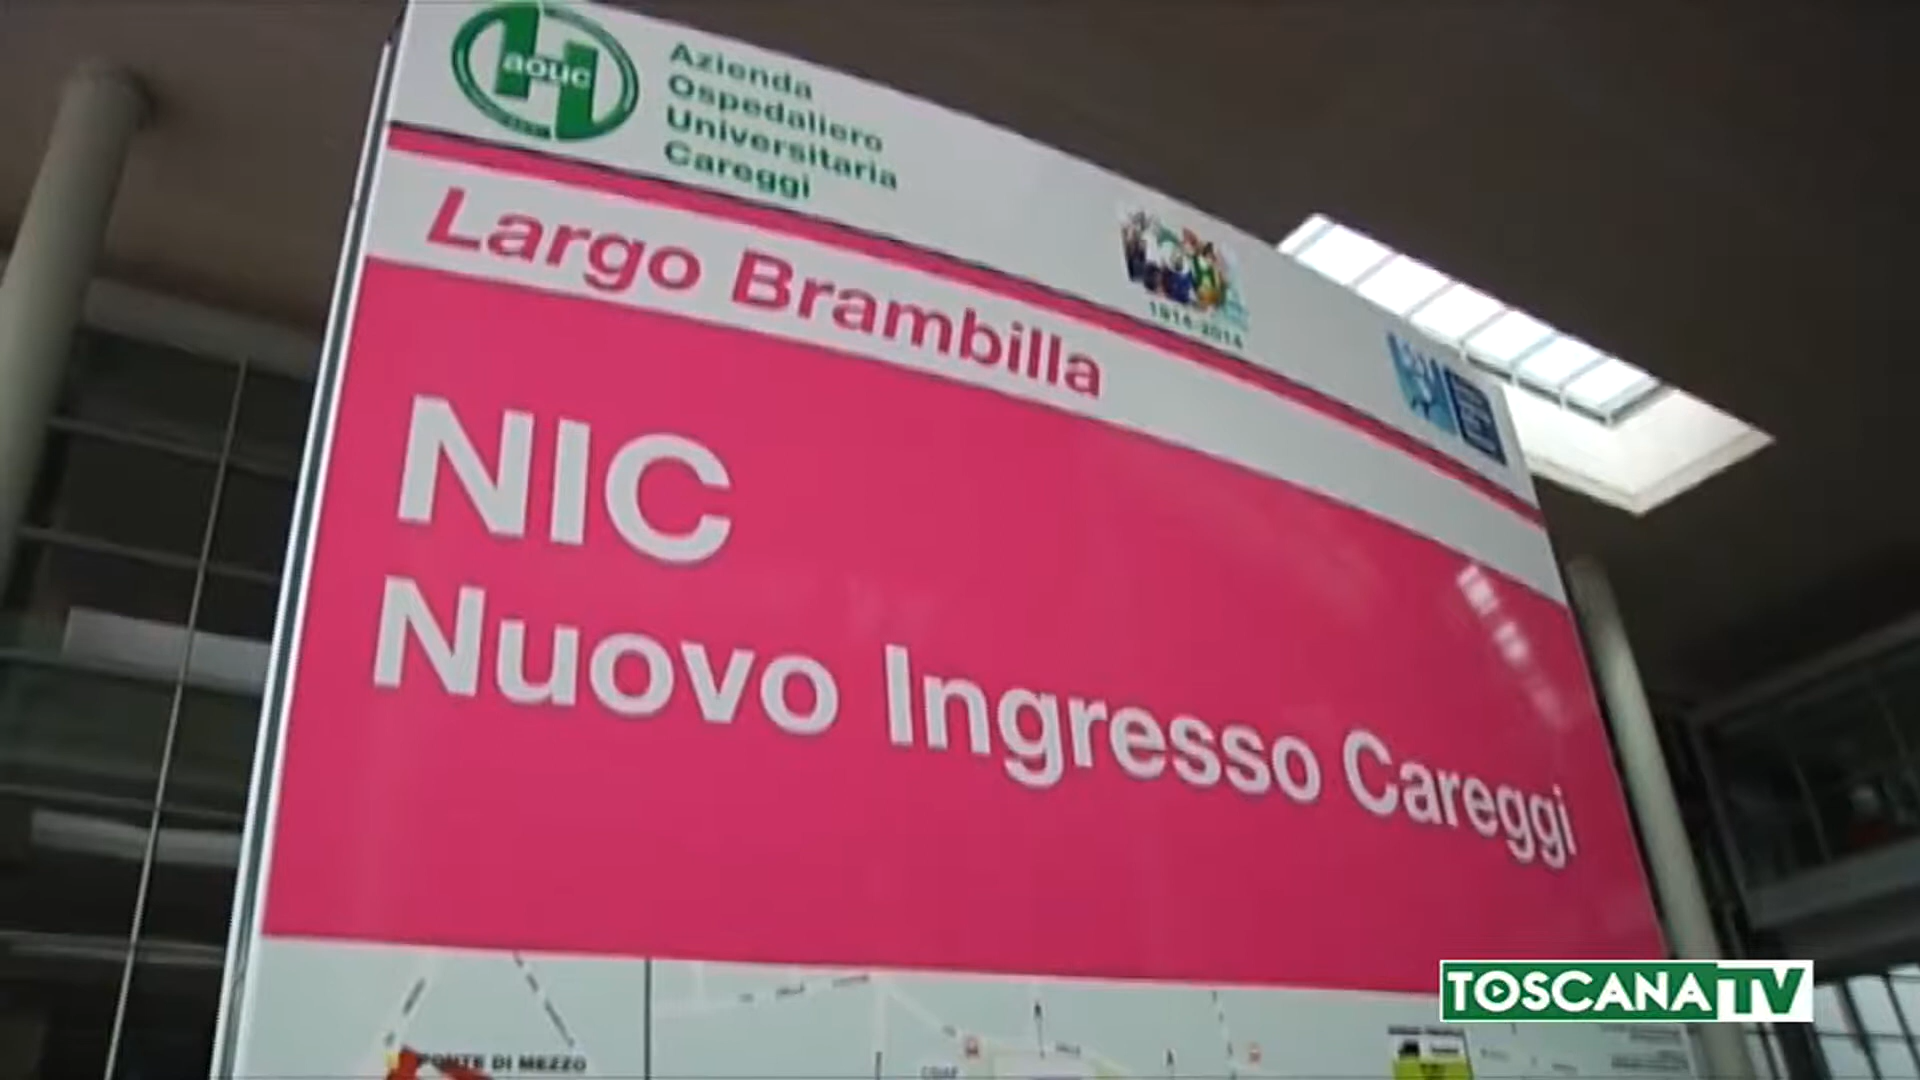 aouc
Azienda
Ospedaliero
Universitaria
Careggi
Largo Brambilla
1914-2014
NIC
Nuovo Ingresso Careggi
PONTE DI MEZZO
TOSCANA TV